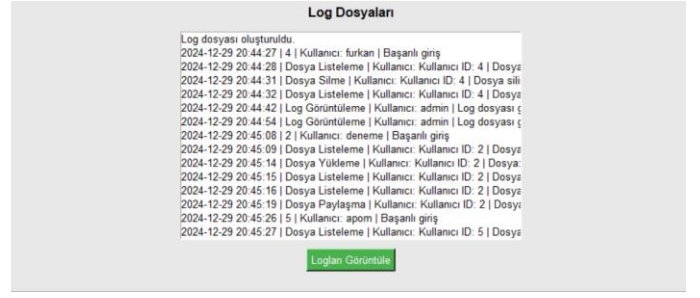 Log Dosyaları
Log dosyası oluşturuldu.
2024-12-29 20:44:27 | 4 | Kullanıcı: furkan | Başarılı giriş
2024-12-29 20:44:28 | Dosya Listeleme | Kullanıcı: Kullanıcı ID: 4 | Dosya
2024-12-29 20:44:31 | Dosya Silme | Kullanıcı: Kullanıcı ID: 4 | Dosya sili
2024-12-29 20:44:32 | Dosya Listeleme | Kullanıcı: Kullanıcı ID: 4 | Dosya
2024-12-29 20:44:42 | Log Görüntüleme | Kullanıcı: admin | Log dosyası g
2024-12-29 20:44:54 | Log Görüntüleme | Kullanıcı: admin | Log dosyası g
2024-12-29 20:45:08 | 2 | Kullanıcı: deneme | Başarılı giriş
2024-12-29 20:45:09 | Dosya Listeleme | Kullanıcı: Kullanıcı ID: 2 | Dosya
2024-12-29 20:45:14 | Dosya Yükleme | Kullanıcı: Kullanıcı ID: 2 | Dosya:
2024-12-29 20:45:15 | Dosya Listeleme | Kullanıcı: Kullanıcı ID: 2 | Dosya
2024-12-29 20:45:16 | Dosya Listeleme | Kullanıcı: Kullanıcı ID: 2 | Dosya
2024-12-29 20:45:19 | Dosya Paylaşma | Kullanıcı: Kullanıcı ID: 2 | Dosya
2024-12-29 20:45:26 | 5 | Kullanıcı: apom | Başarılı giriş
2024-12-29 20:45:27 | Dosya Listeleme | Kullanıcı: Kullanıcı ID: 5 | Dosya
Logları Görüntüle